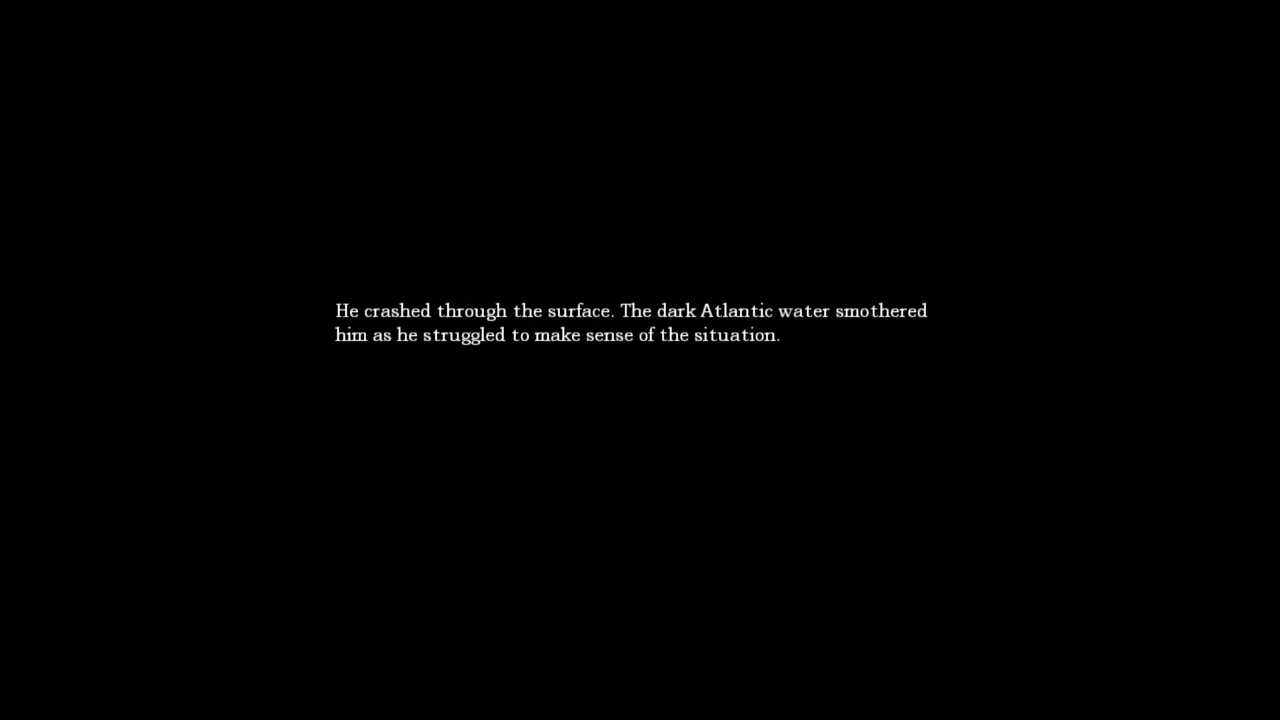 He crashed through the surface. The dark Atlantic water smothered
him as he struggled to make sense of the situation.